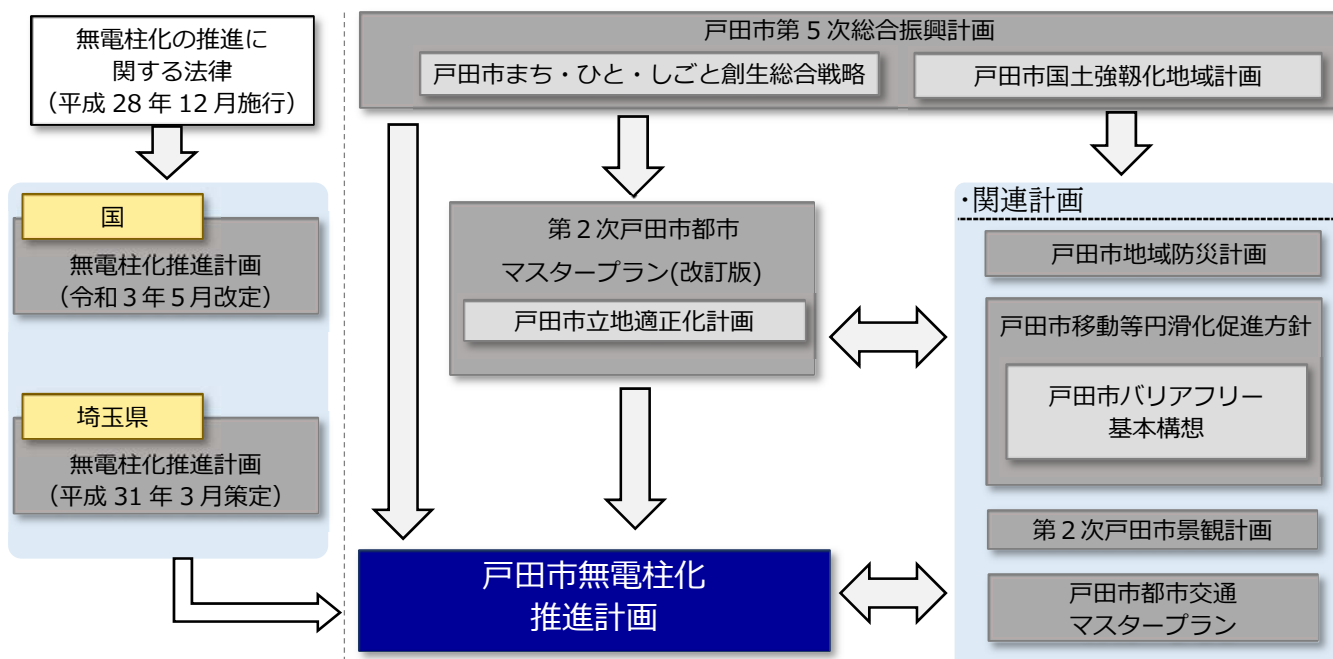 無電柱化の推進に
関する法律
（平成 28 年 12 月施行）
国
無電柱化推進計画
（令和３年５月改定）
埼玉県
無電柱化推進計画
（平成 31 年３月策定）
戸田市第５次総合振興計画
戸田市まち・ひと・しごと創生総合戦略
戸田市国土強靱化地域計画
第２次戸田市都市
マスタープラン(改訂版)
戸田市立地適正化計画
戸田市無電柱化
推進計画
・関連計画
戸田市地域防災計画
戸田市移動等円滑化促進方針
戸田市バリアフリー
基本構想
第２次戸田市景観計画
戸田市都市交通
マスタープラン